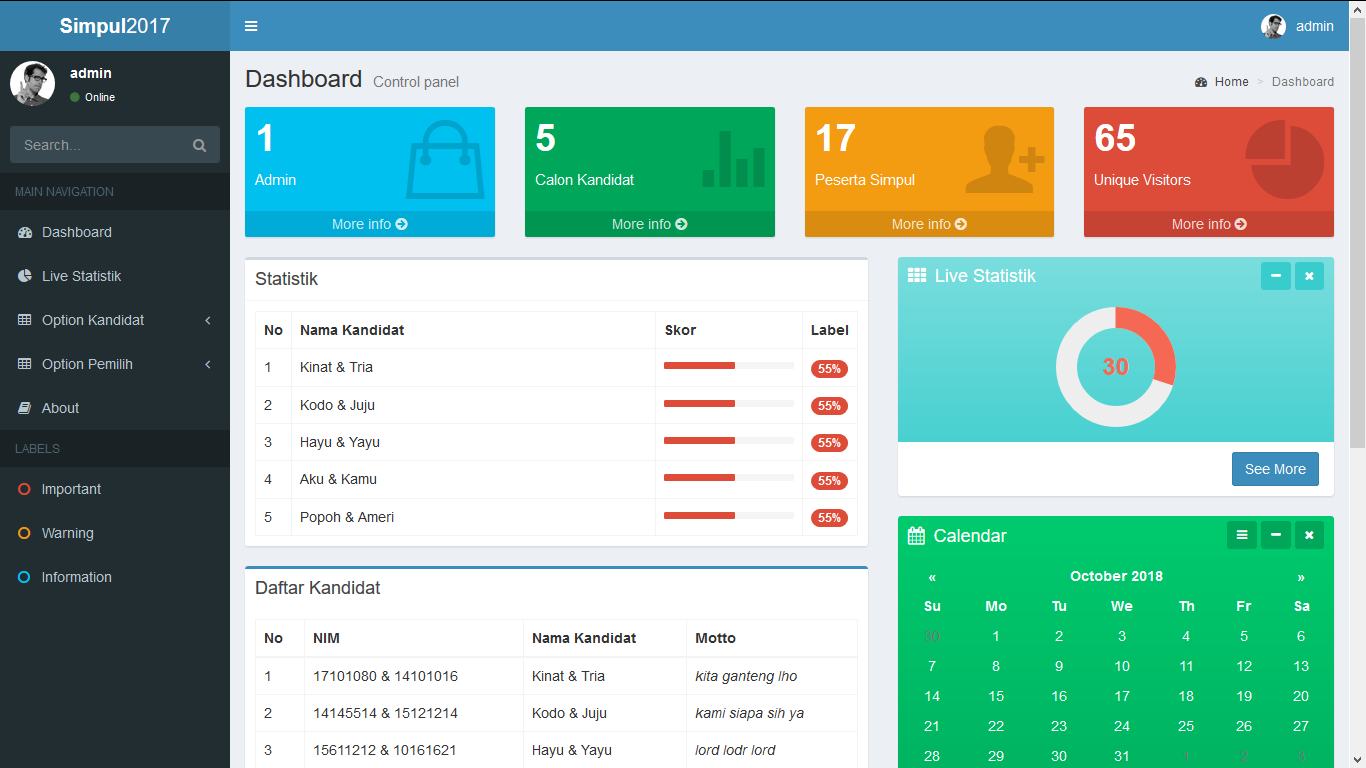 Simpul2017
admin
admin
Online
Search...
MAIN NAVIGATION
Dashboard
Live Statistik
Option Kandidat
Option Pemilih
About
LABELS
Important
Warning
Information
Dashboard Control panel
Home > Dashboard
1
Admin
More info
5
Calon Kandidat
More info
17
Peserta Simpul
More info
65
Unique Visitors
More info
Statistik
No Nama Kandidat Skor Label
1 Kinat & Tria 55%
2 Kodo & Juju 55%
3 Hayu & Yayu 55%
4 Aku & Kamu 55%
5 Popoh & Ameri 55%
Daftar Kandidat
No NIM Nama Kandidat Motto
1 17101080 & 14101016 Kinat & Tria kita ganteng lho
2 14145514 & 15121214 Kodo & Juju kami siapa sih ya
3 15611212 & 10161621 Hayu & Yayu lord lodr lord
Live Statistik
30
See More
Calendar
« October 2018 »
Su Mo Tu We Th Fr Sa
30 1 2 3 4 5 6
7 8 9 10 11 12 13
14 15 16 17 18 19 20
21 22 23 24 25 26 27
28 29 30 31 1 2 3